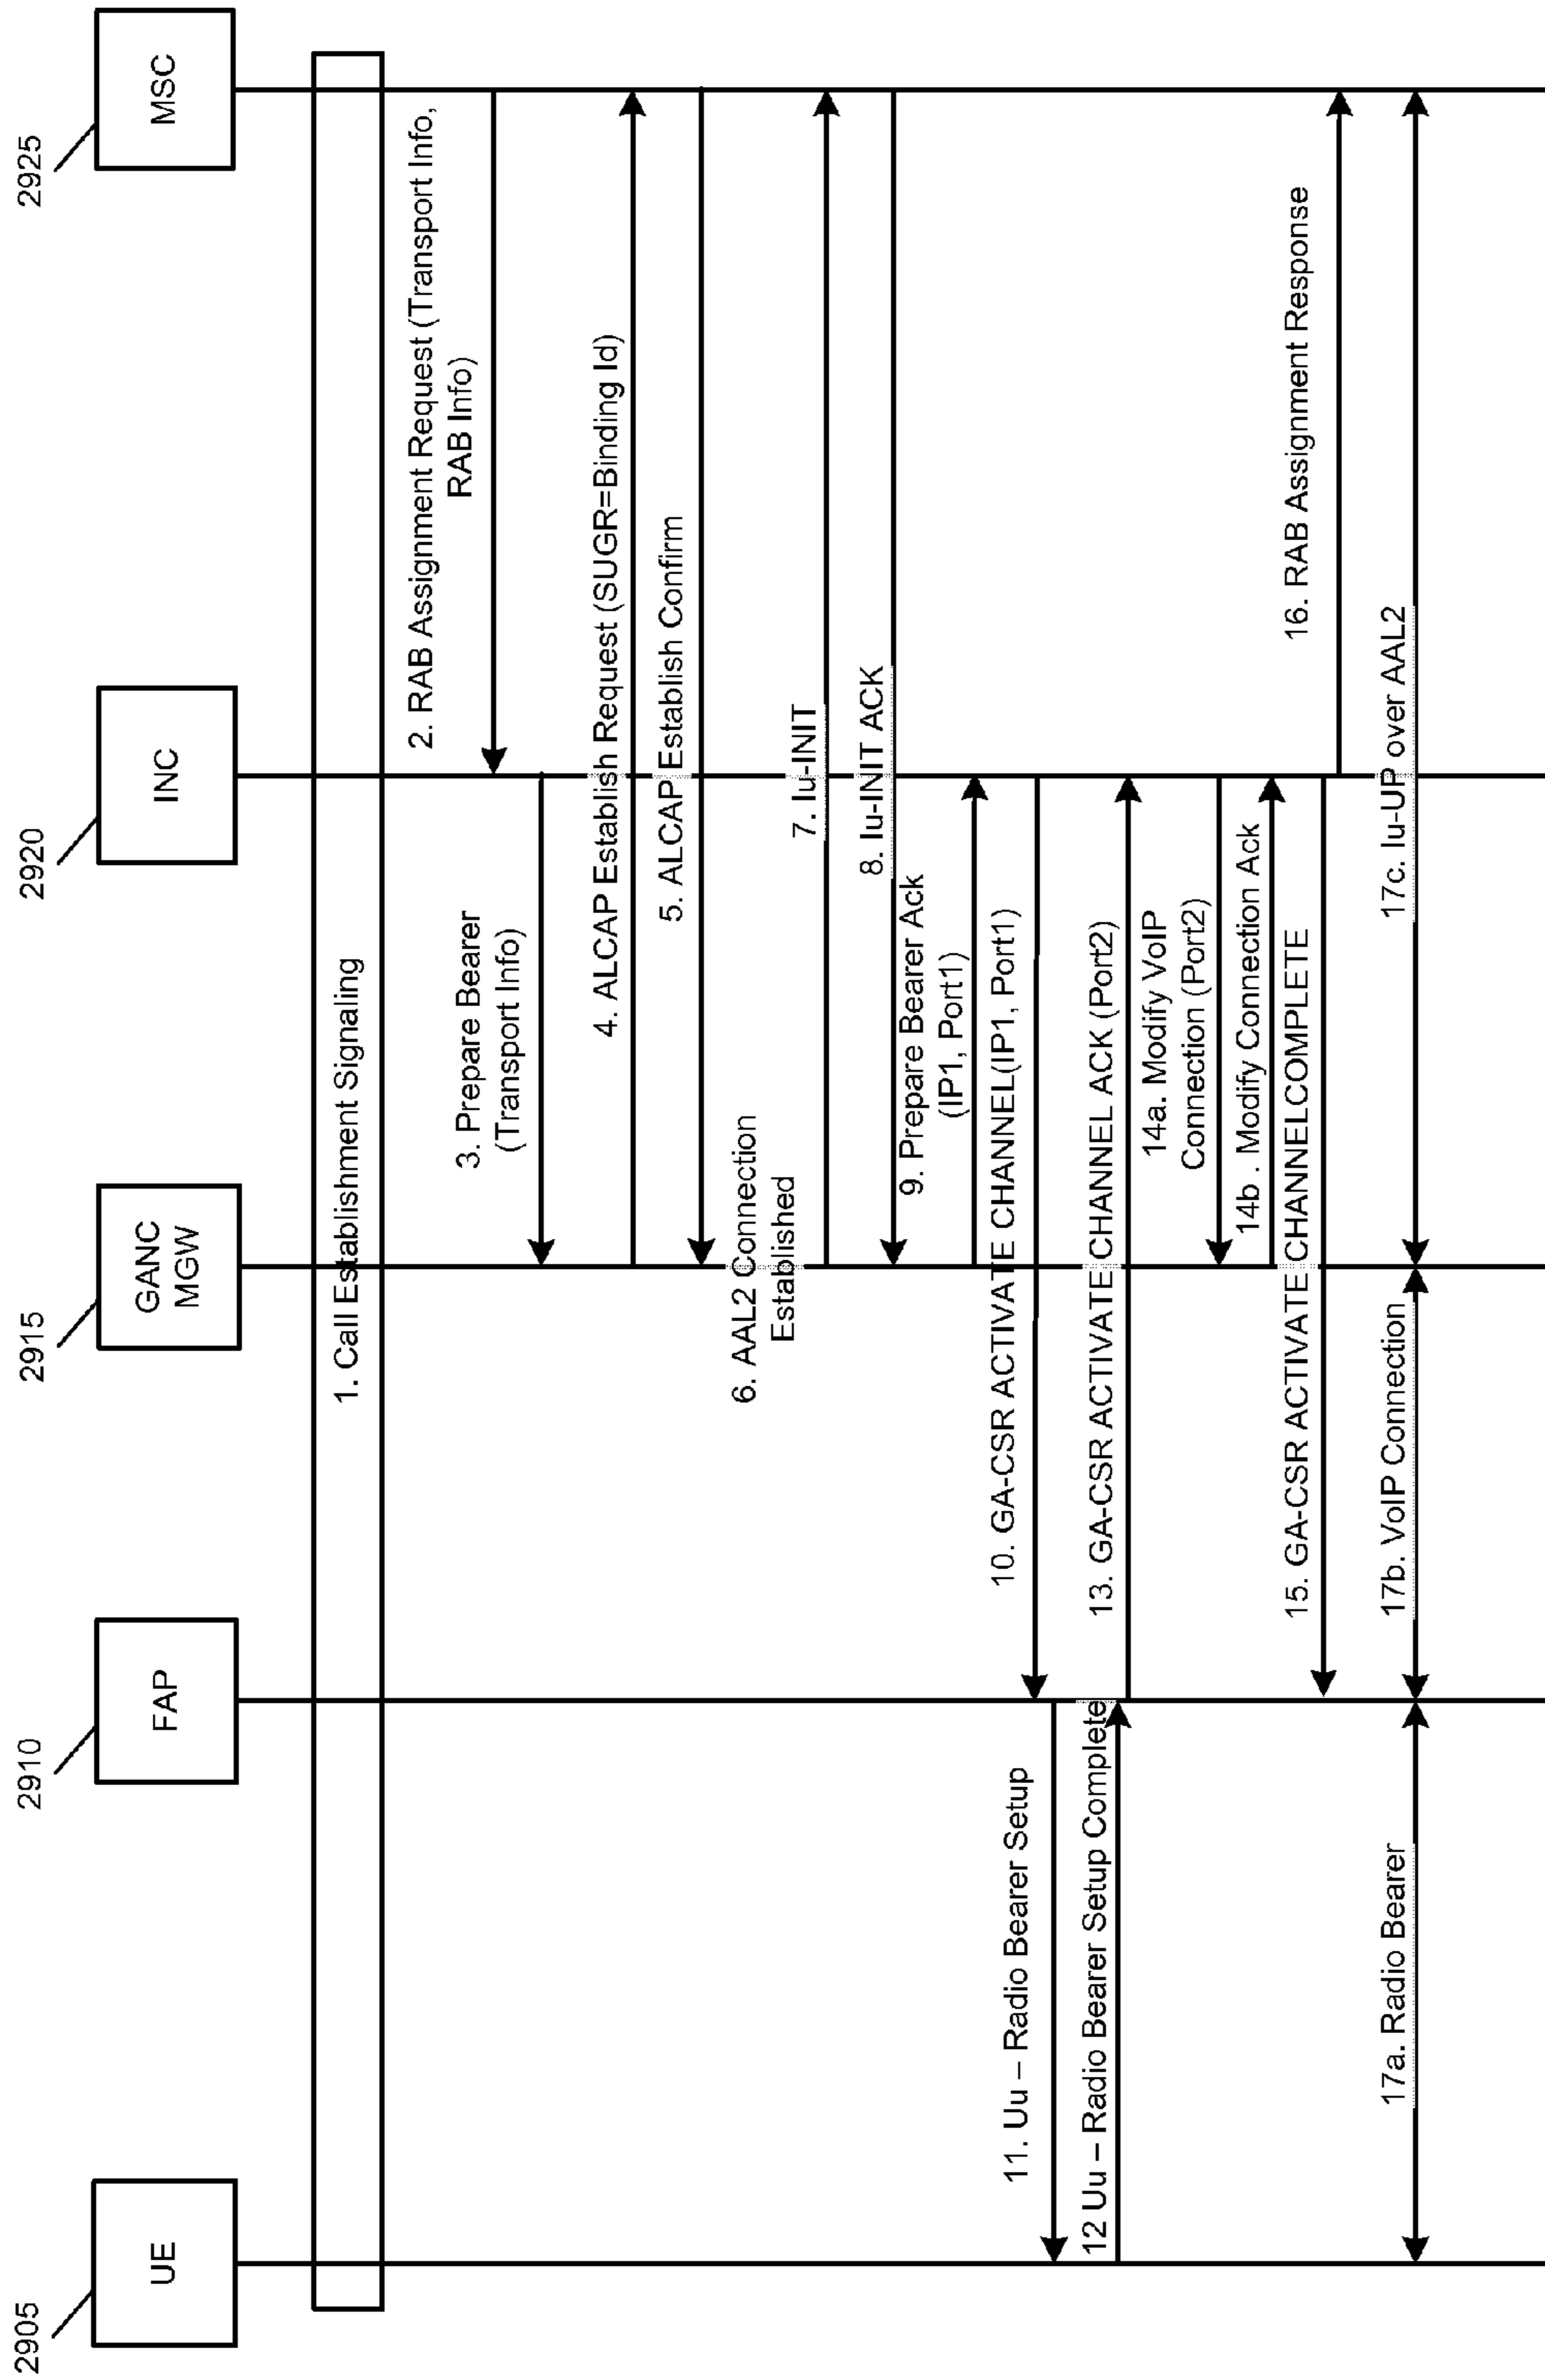 2905
2910
2915
2920
2925
UE
FAP
GANC
MGW
INC
MSC
1. Call Establishment Signaling
2. RAB Assignment Request (Transport Info,
RAB Info)
3. Prepare Bearer
(Transport Info)
4. ALCAP Establish Request (SUGR=Binding Id)
5. ALCAP Establish Confirm
6. AAL2 Connection
Established
7. Iu-INIT
8. Iu-INIT ACK
9. Prepare Bearer Ack
(IP1, Port1)
10. GA-CSR ACTIVATE CHANNEL(IP1, Port1)
11. Uu – Radio Bearer Setup
12 Uu – Radio Bearer Setup Complete
13. GA-CSR ACTIVATE CHANNEL ACK (Port2)
14a. Modify VoIP
Connection (Port2)
14b . Modify Connection Ack
15. GA-CSR ACTIVATE CHANNELCOMPLETE
16. RAB Assignment Response
17a. Radio Bearer
17b. VoIP Connection
17c. Iu-UP over AAL2